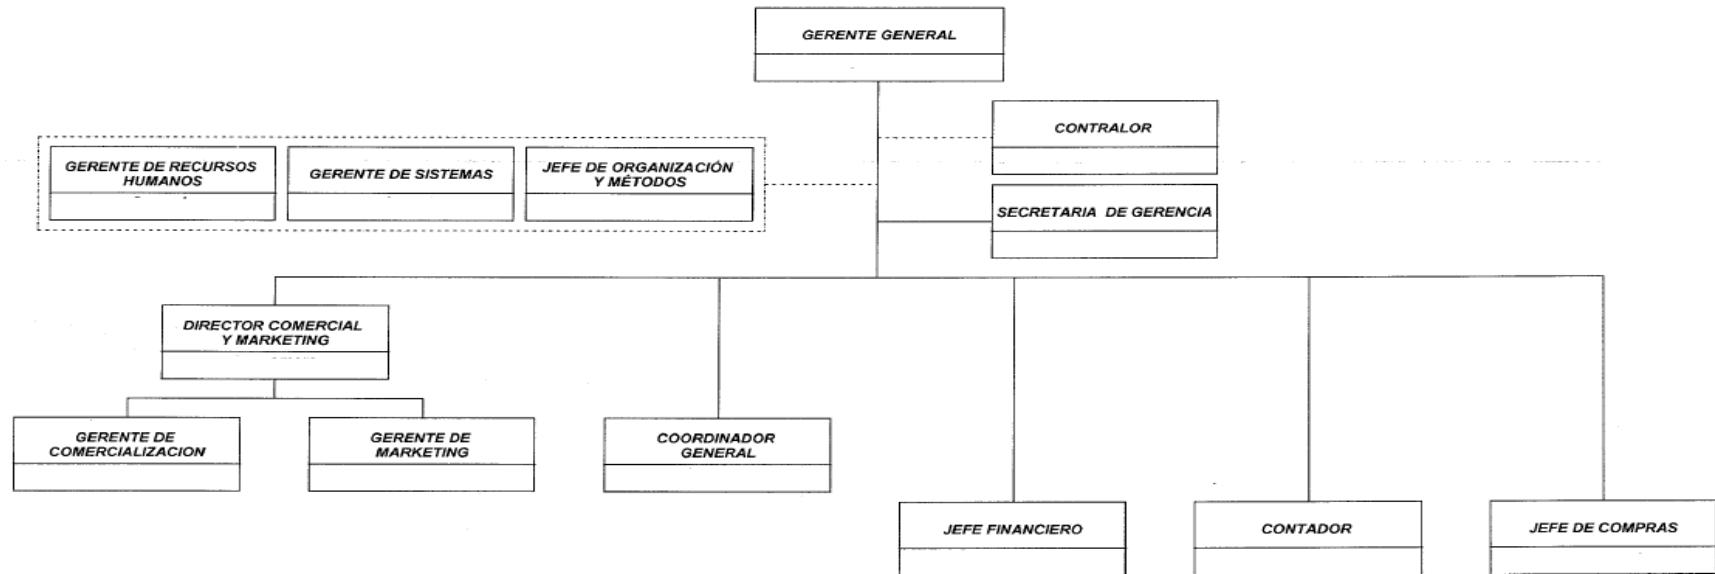 GERENTE GENERAL
CONTRALOR
GERENTE DE RECURSOS
HUMANOS
GERENTE DE SISTEMAS
JEFE DE ORGANIZACIÓN
Y MÉTODOS
SECRETARIA DE GERENCIA
DIRECTOR COMERCIAL
Y MARKETING
GERENTE DE
COMERCIALIZACION
GERENTE DE
MARKETING
COORDINADOR
GENERAL
JEFE FINANCIERO
CONTADOR
JEFE DE COMPRAS